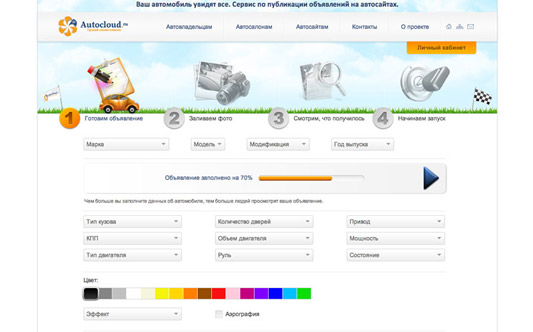 Ваш автомобиль увидят все. Сервис по публикации объявлений на автосайтах.
Autocloud.ru
Автовладельцам Автосалонам Автосайтам Контакты О проекте
Личный кабинет
1 Готовим объявление 2 Заливаем фото 3 Смотрим, что получилось 4 Начинаем запуск
Марка Модель Модификация Год выпуска
Объявление заполнено на 70%
Чем больше вы заполните данных об автомобиле, тем больше людей просмотрят ваше объявление.
Тип кузова Количество дверей Привод
КПП Объем двигателя Мощность
Тип двигателя Руль Состояние
Цвет:
Эффект Аэрография